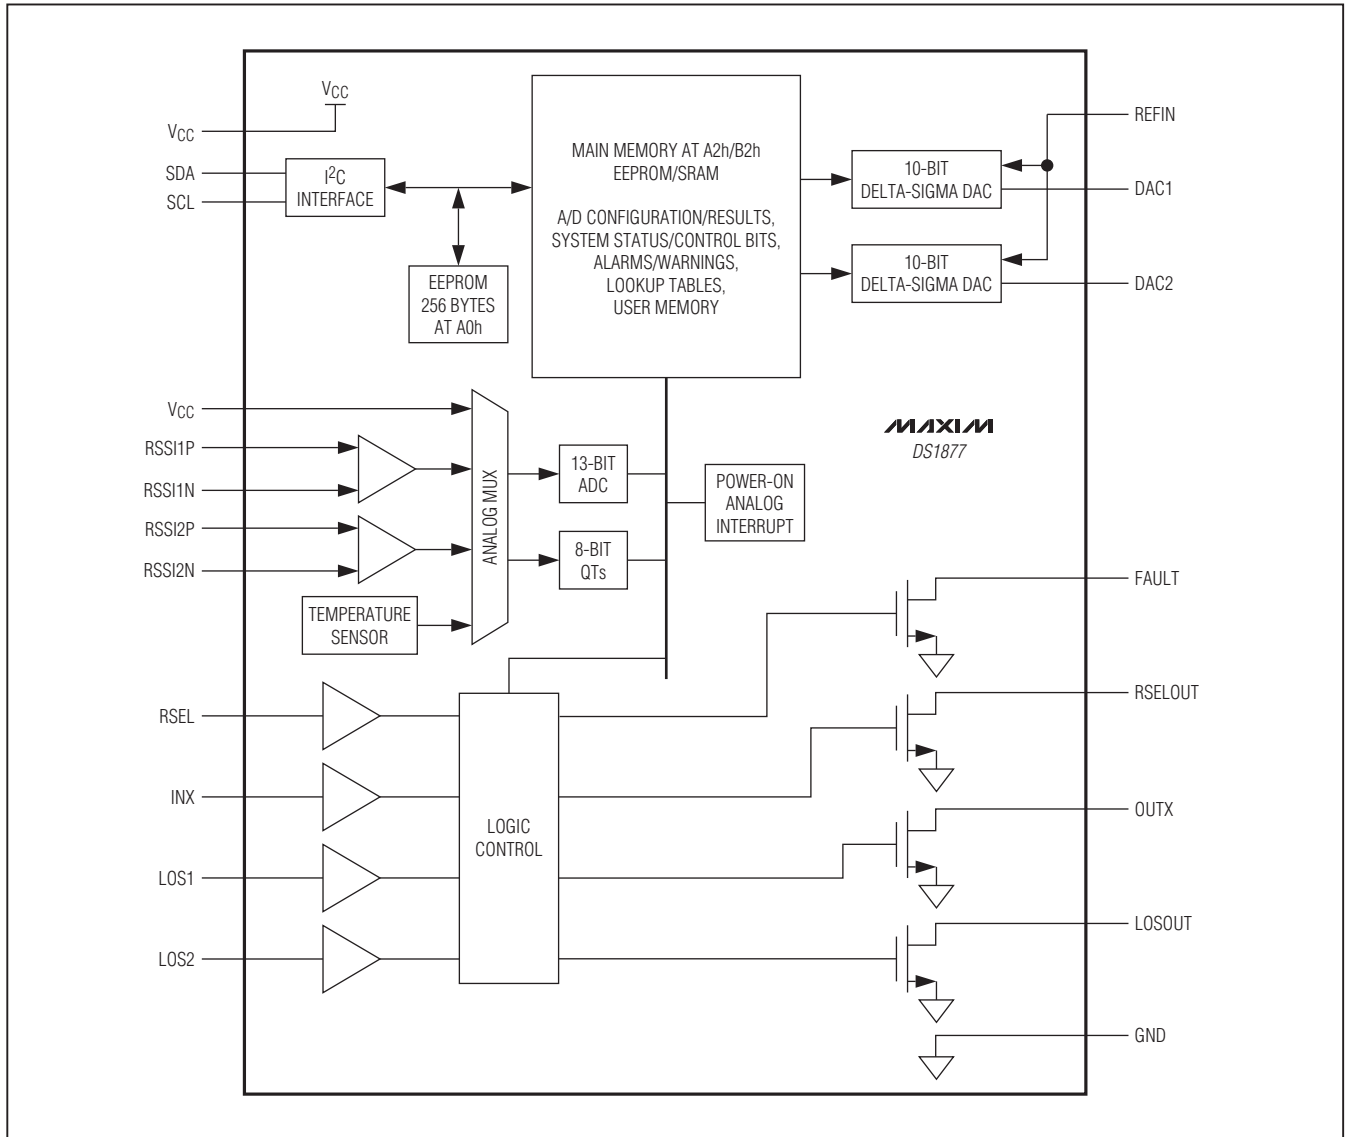 VCC
VCC
SDA
SCL
I2C
INTERFACE
EEPROM
256 BYTES
AT A0h
MAIN MEMORY AT A2h/B2h
EEPROM/SRAM
A/D CONFIGURATION/RESULTS,
SYSTEM STATUS/CONTROL BITS,
ALARMS/WARNINGS,
LOOKUP TABLES,
USER MEMORY
10-BIT
DELTA-SIGMA DAC
10-BIT
DELTA-SIGMA DAC
REFIN
DAC1
DAC2
VCC
RSSI1P
RSSI1N
RSSI2P
RSSI2N
TEMPERATURE
SENSOR
ANALOG MUX
13-BIT
ADC
8-BIT
QTs
POWER-ON
ANALOG
INTERRUPT
MAXIM
DS1877
RSEL
INX
LOS1
LOS2
LOGIC
CONTROL
FAULT
RSELOUT
OUTX
LOSOUT
GND